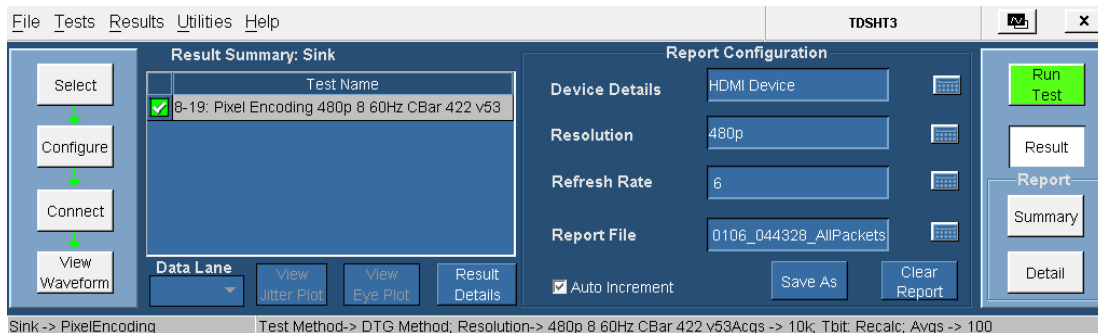 File Tests Results Utilities Help TDSHT3 x
Result Summary: Sink
Report Configuration
Select
Configure
Connect
View
Waveform
Test Name
8-19: Pixel Encoding 480p 8 60Hz CBar 422 v53
Data Lane
View
Jitter Plot
View
Eye Plot
Result
Details
Device Details HDMI Device
Resolution 480p
Refresh Rate 6
Report File 0106_044328_AllPackets
Auto Increment
Save As
Clear
Report
Run
Test
Result
Report
Summary
Detail
Sink -> PixelEncoding Test Method-> DTG Method; Resolution-> 480p 8 60Hz CBar 422 v53Acqs -> 10k; Tbit: Recalc; Avgs -> 100